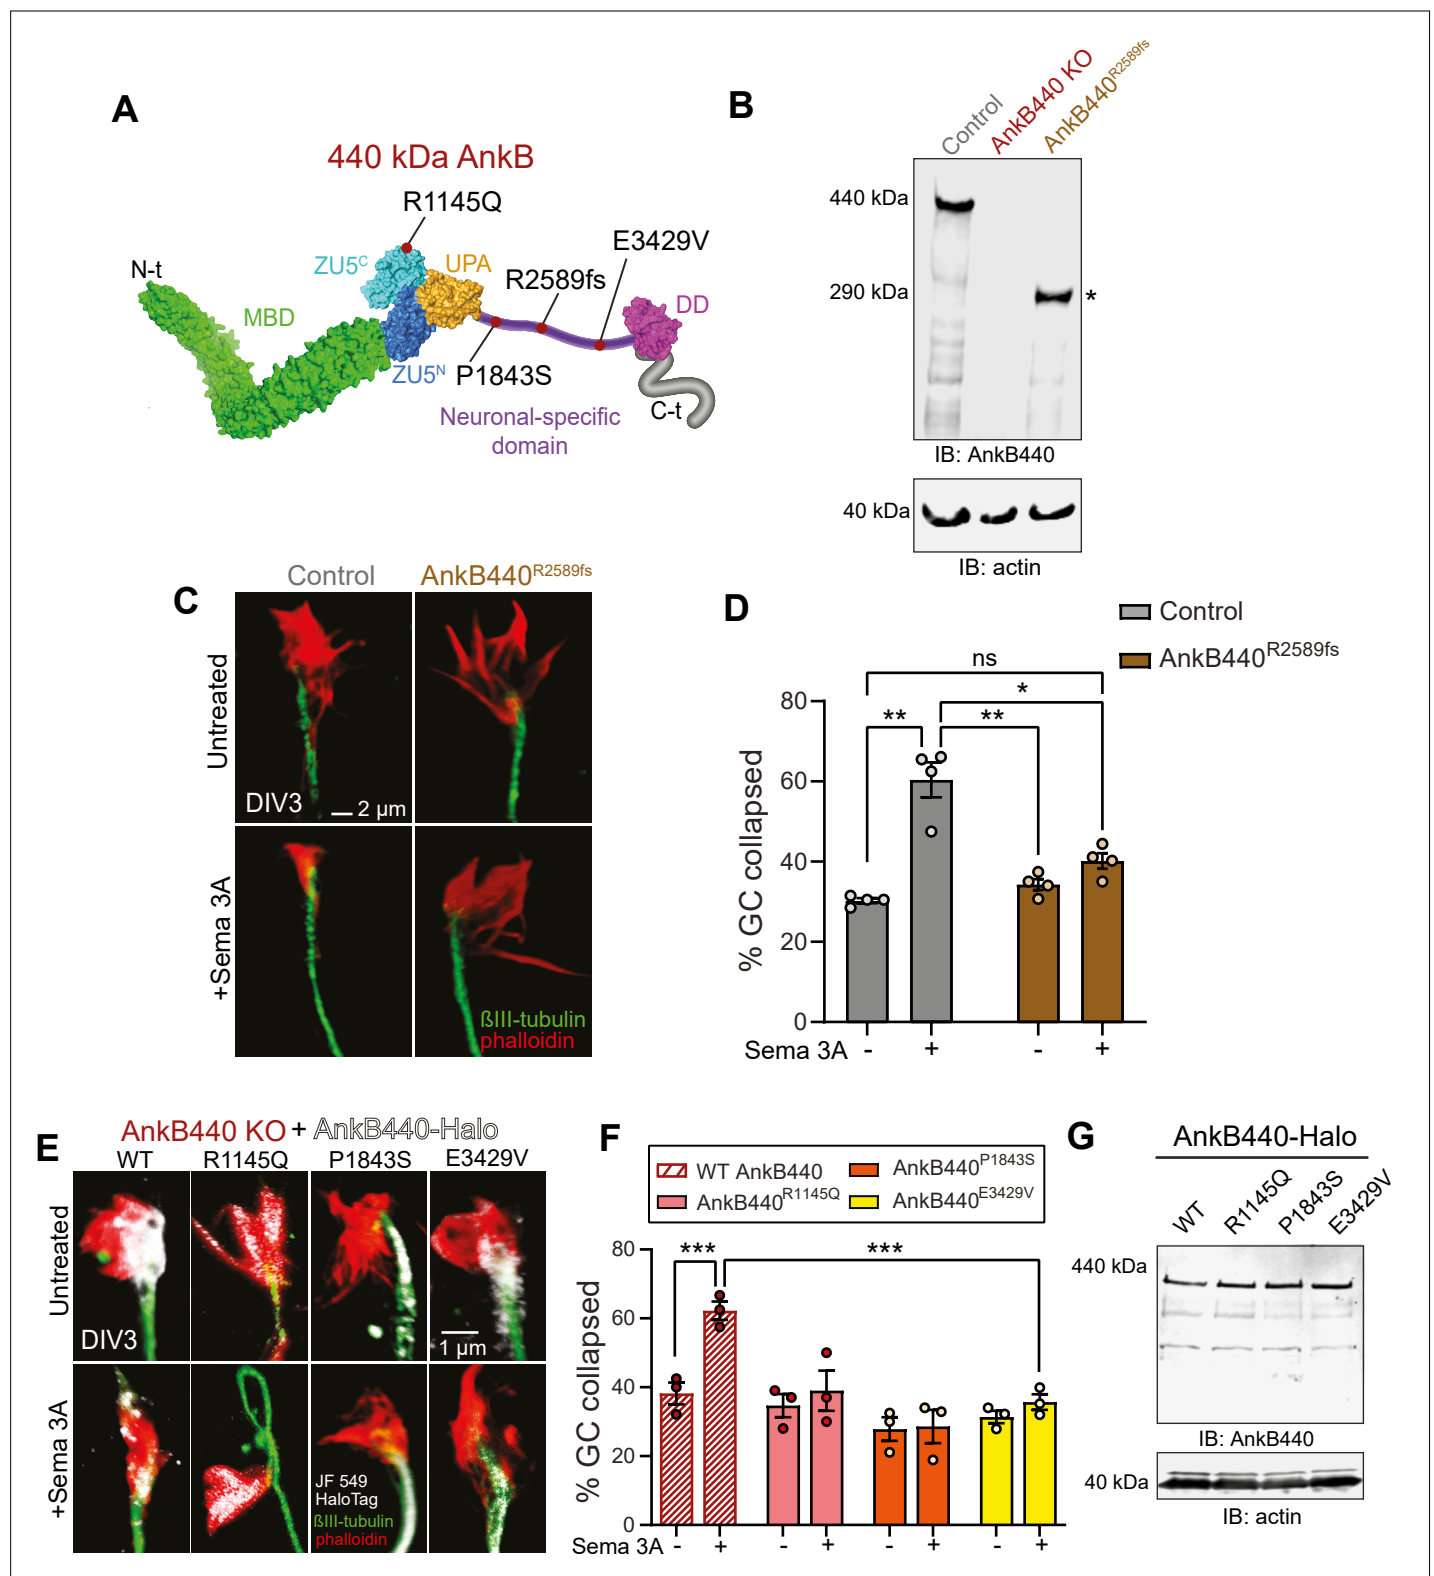 A
440 kDa AnkB
R1145Q
E3429V
N-t
ZU5C
UPA
R2589fs
MBD
DD
ZU5N
P1843S
C-t
Neuronal-specific
domain
B
Control
AnkB440 KO
AnkB440R2589fs
440 kDa
290 kDa
*
IB: AnkB440
40 kDa
IB: actin
C
Control
AnkB440R2589fs
Untreated
DIV3
2 µm
+Sema 3A
ßIII-tubulin
phalloidin
D
Control
AnkB440R2589fs
ns
*
** **
% GC collapsed
80
60
40
20
0
Sema 3A - + - +
E
AnkB440 KO + AnkB440-Halo
WT R1145Q P1843S E3429V
Untreated
DIV3
1 µm
+Sema 3A
JF 549
HaloTag
ßIII-tubulin
phalloidin
F
WT AnkB440
AnkB440P1843S
AnkB440R1145Q
AnkB440E3429V
*** ***
% GC collapsed
80
60
40
20
0
Sema 3A - + - + - + - +
G
AnkB440-Halo
WT
R1145Q
P1843S
E3429V
440 kDa
IB: AnkB440
40 kDa
IB: actin